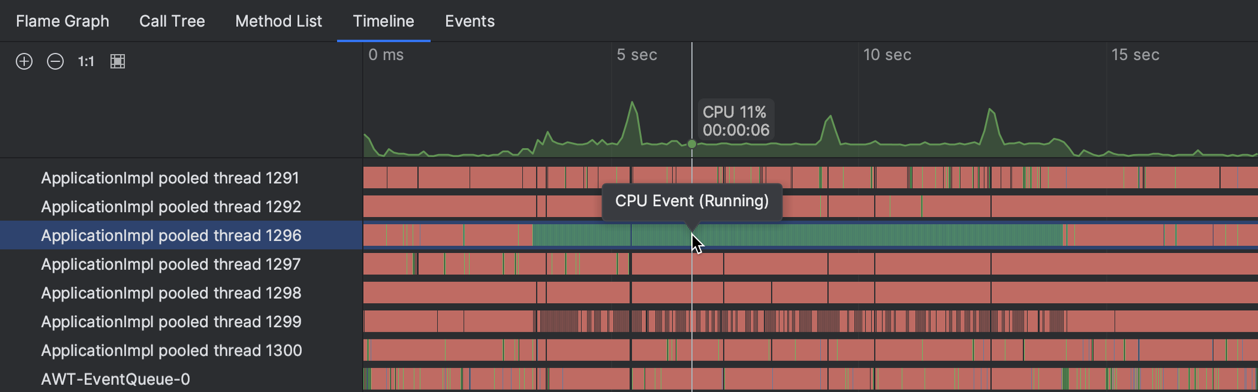 Flame Graph Call Tree Method List Timeline Events
1:1
0 ms 5 sec 10 sec 15 sec
CPU 11%
00:00:06
ApplicationImpl pooled thread 1291
ApplicationImpl pooled thread 1292
CPU Event (Running)
ApplicationImpl pooled thread 1296
ApplicationImpl pooled thread 1297
ApplicationImpl pooled thread 1298
ApplicationImpl pooled thread 1299
ApplicationImpl pooled thread 1300
AWT-EventQueue-0